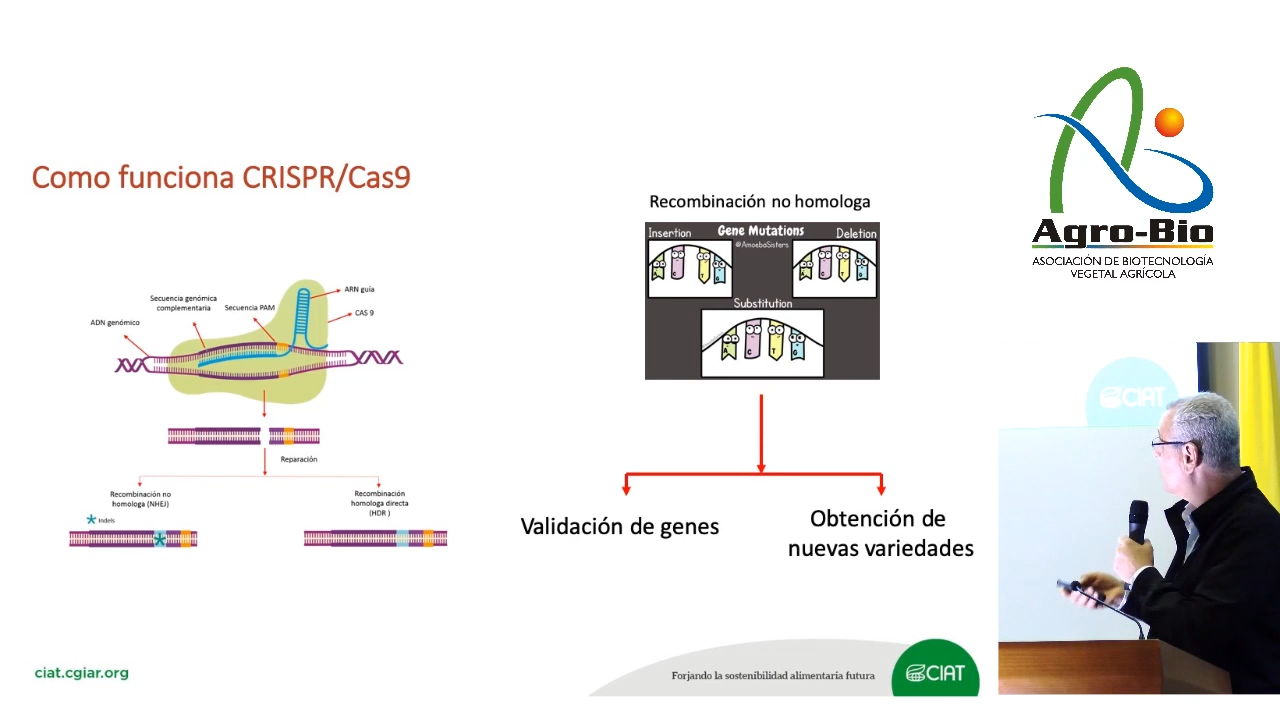 Como funciona CRISPR/Cas9
ADN genómico
Secuencia genómica
complementaria
Secuencia PAM
ARN guía
CAS 9
Reparación
Recombinación no
homologa (NHEJ)
Indels
Recombinación
homologa directa
(HDR )
Recombinación no homologa
Gene Mutations
@AmoebaSisters
Insertion
Deletion
A
C
T
G
A
C
T
G
Substitution
A
C
T
G
Validación de genes
Obtención de
nuevas variedades
ciat.cgiar.org
Forjando la sostenibilidad alimentaria futura
CIAT
Agro-Bio
ASOCIACIÓN DE BIOTECNOLOGÍA
VEGETAL AGRÍCOLA
CIAT